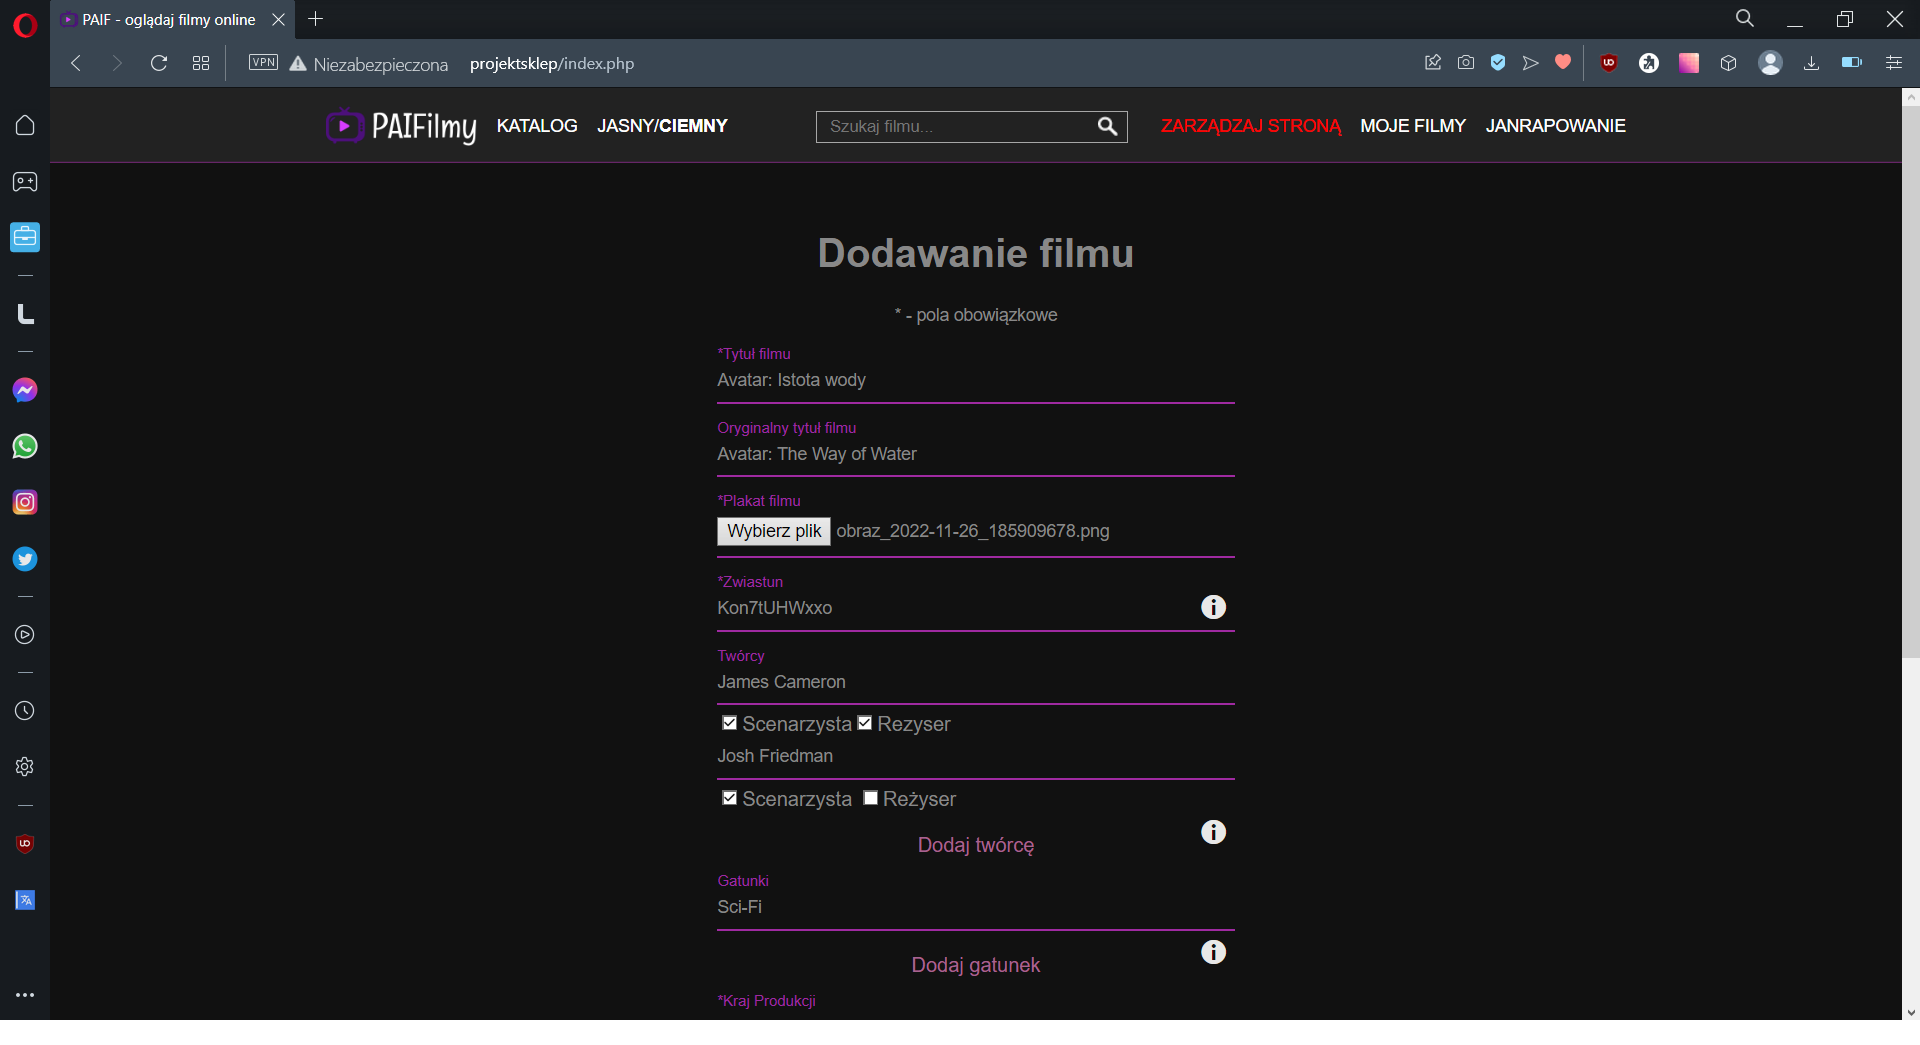 PAIF - oglądaj filmy online
VPN Niezabezpieczona projektsklep/index.php
PAIFilmy KATALOG JASNY/CIEMNY Szukaj filmu... ZARZĄDZAJ STRONĄ MOJE FILMY JANRAPOWANIE
Dodawanie filmu
* - pola obowiązkowe
*Tytuł filmu
Avatar: Istota wody
Oryginalny tytuł filmu
Avatar: The Way of Water
*Plakat filmu
Wybierz plik obraz_2022-11-26_185909678.png
*Zwiastun
Kon7tUHWxxo
Twórcy
James Cameron
Scenarzysta Rezyser
Josh Friedman
Scenarzysta Reżyser
Dodaj twórcę
Gatunki
Sci-Fi
Dodaj gatunek
*Kraj Produkcji